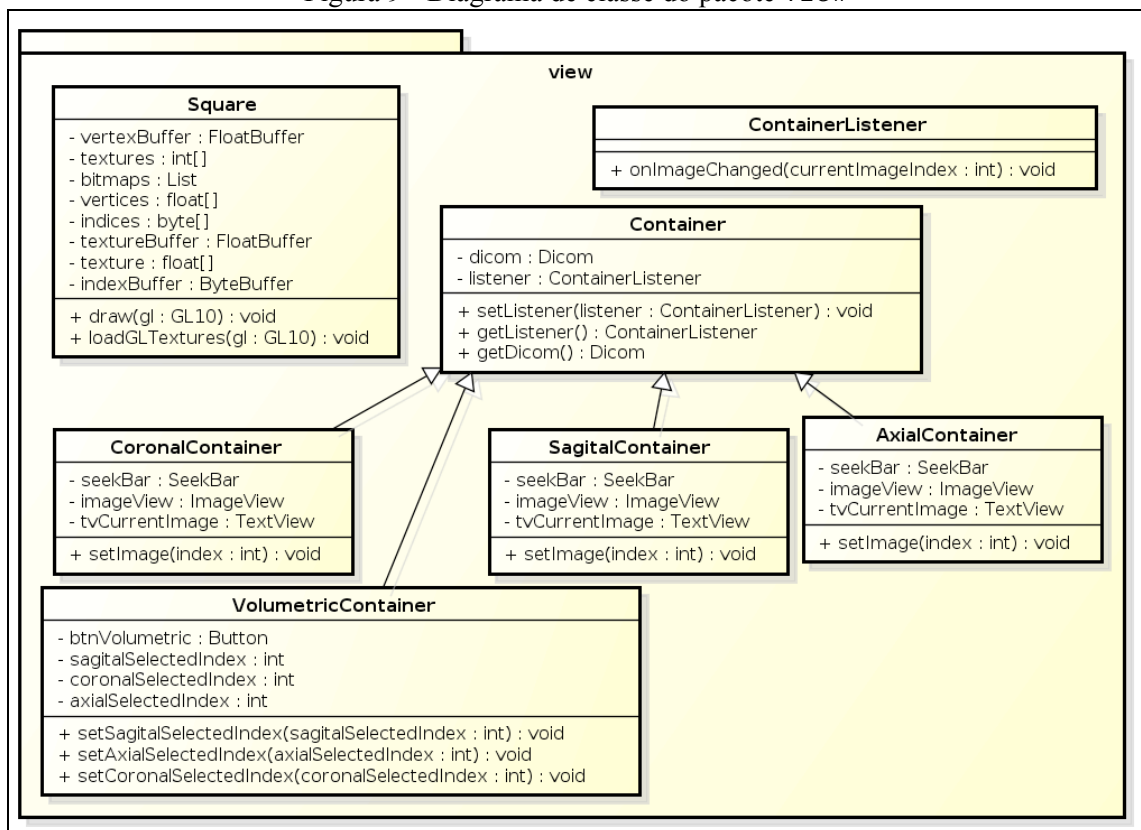 view
Square
- vertexBuffer : FloatBuffer
- textures : int[]
- bitmaps : List
- vertices : float[]
- indices : byte[]
- textureBuffer : FloatBuffer
- texture : float[]
- indexBuffer : ByteBuffer
+ draw(gl : GL10) : void
+ loadGLTextures(gl : GL10) : void
ContainerListener
+ onImageChanged(currentImageIndex : int) : void
Container
- dicom : Dicom
- listener : ContainerListener
+ setListener(listener : ContainerListener) : void
+ getListener() : ContainerListener
+ getDicom() : Dicom
CoronalContainer
- seekBar : SeekBar
- imageView : ImageView
- tvCurrentImage : TextView
+ setImage(index : int) : void
SagitalContainer
- seekBar : SeekBar
- imageView : ImageView
- tvCurrentImage : TextView
+ setImage(index : int) : void
AxialContainer
- seekBar : SeekBar
- imageView : ImageView
- tvCurrentImage : TextView
+ setImage(index : int) : void
VolumetricContainer
- btnVolumetric : Button
- sagitalSelectedIndex : int
- coronalSelectedIndex : int
- axialSelectedIndex : int
+ setSagitalSelectedIndex(sagitalSelectedIndex : int) : void
+ setAxialSelectedIndex(axialSelectedIndex : int) : void
+ setCoronalSelectedIndex(coronalSelectedIndex : int) : void